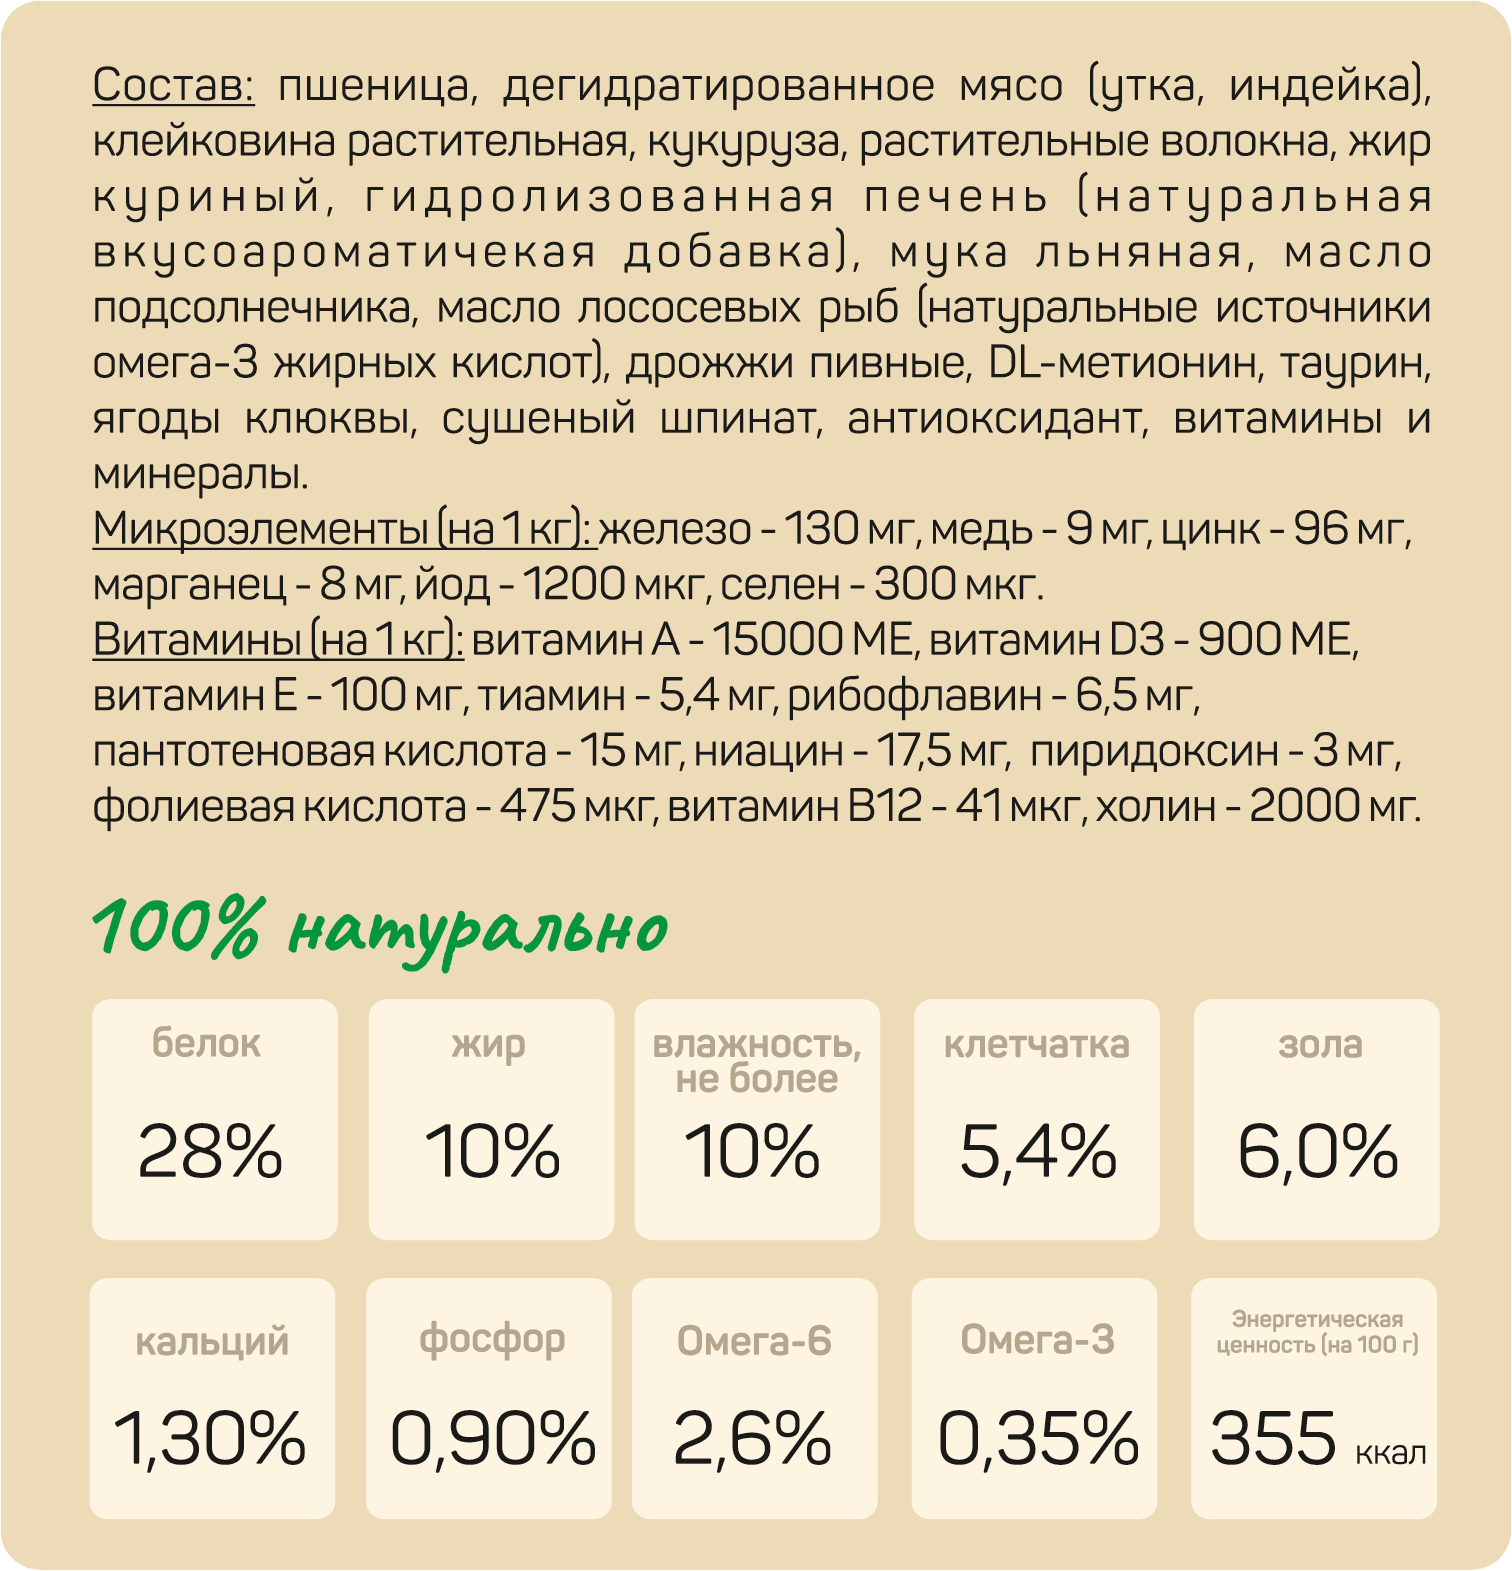 Состав: пшеница, дегидратированное мясо (утка, индейка),
клейковина растительная, кукуруза, растительные волокна, жир
куриный, гидролизованная печень (натуральная
вкусоароматичекая добавка), мука льняная, масло
подсолнечника, масло лососевых рыб (натуральные источники
омега-3 жирных кислот), дрожжи пивные, DL-метионин, таурин,
ягоды клюквы, сушеный шпинат, антиоксидант, витамины и
минералы.
Микроэлементы (на 1 кг): железо - 130 мг, медь - 9 мг, цинк - 96 мг,
марганец - 8 мг, йод - 1200 мкг, селен - 300 мкг.
Витамины (на 1 кг): витамин А - 15000 МЕ, витамин D3 - 900 МЕ,
витамин Е - 100 мг, тиамин - 5,4 мг, рибофлавин - 6,5 мг,
пантотеновая кислота - 15 мг, ниацин - 17,5 мг, пиридоксин - 3 мг,
фолиевая кислота - 475 мкг, витамин В12 - 41 мкг, холин - 2000 мг.
100% натурально
белок
28%
жир
10%
влажность,
не более
10%
клетчатка
5,4%
зола
6,0%
кальций
1,30%
фосфор
0,90%
Омега-6
2,6%
Омега-3
0,35%
Энергетическая
ценность (на 100 г)
355 ккал